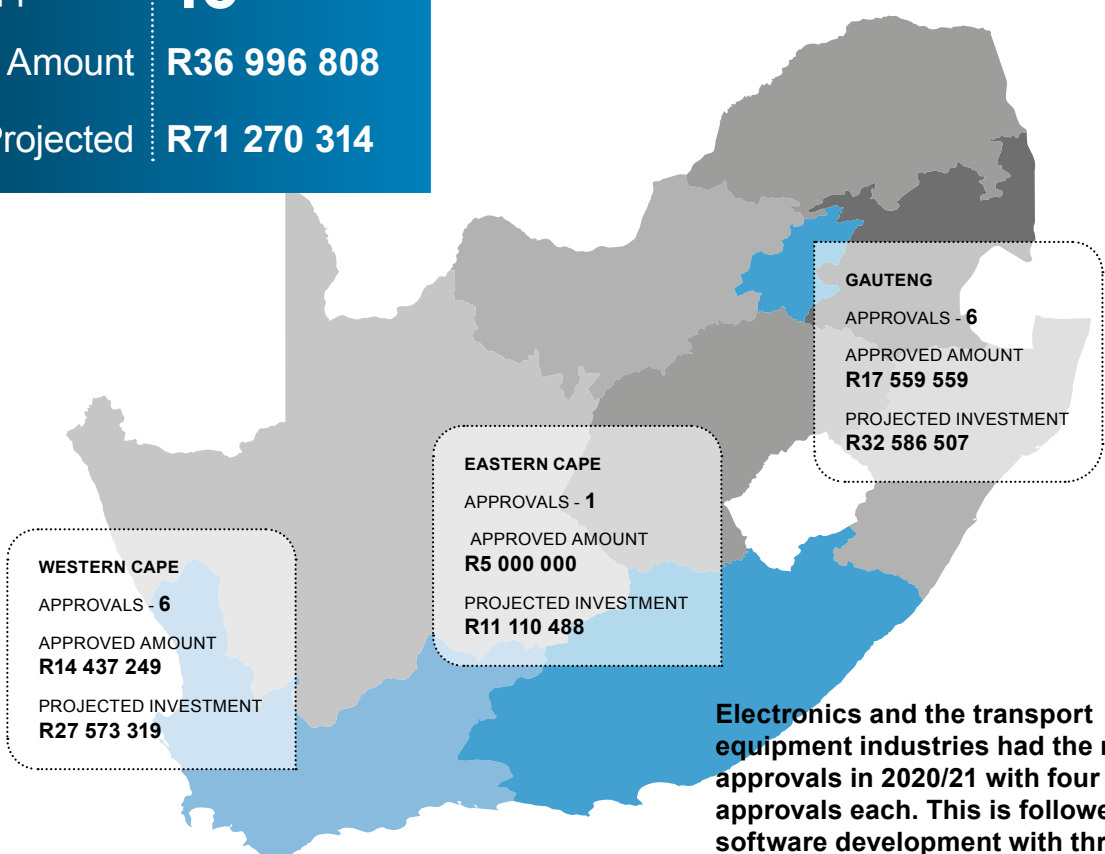 Amount R36 996 808
Projected R71 270 314
GAUTENG
APPROVALS - 6
APPROVED AMOUNT
R17 559 559
PROJECTED INVESTMENT
R32 586 507
EASTERN CAPE
APPROVALS - 1
APPROVED AMOUNT
R5 000 000
PROJECTED INVESTMENT
R11 110 488
WESTERN CAPE
APPROVALS - 6
APPROVED AMOUNT
R14 437 249
PROJECTED INVESTMENT
R27 573 319
Electronics and the transport
equipment industries had the
approvals in 2020/21 with four
approvals each. This is
software development with